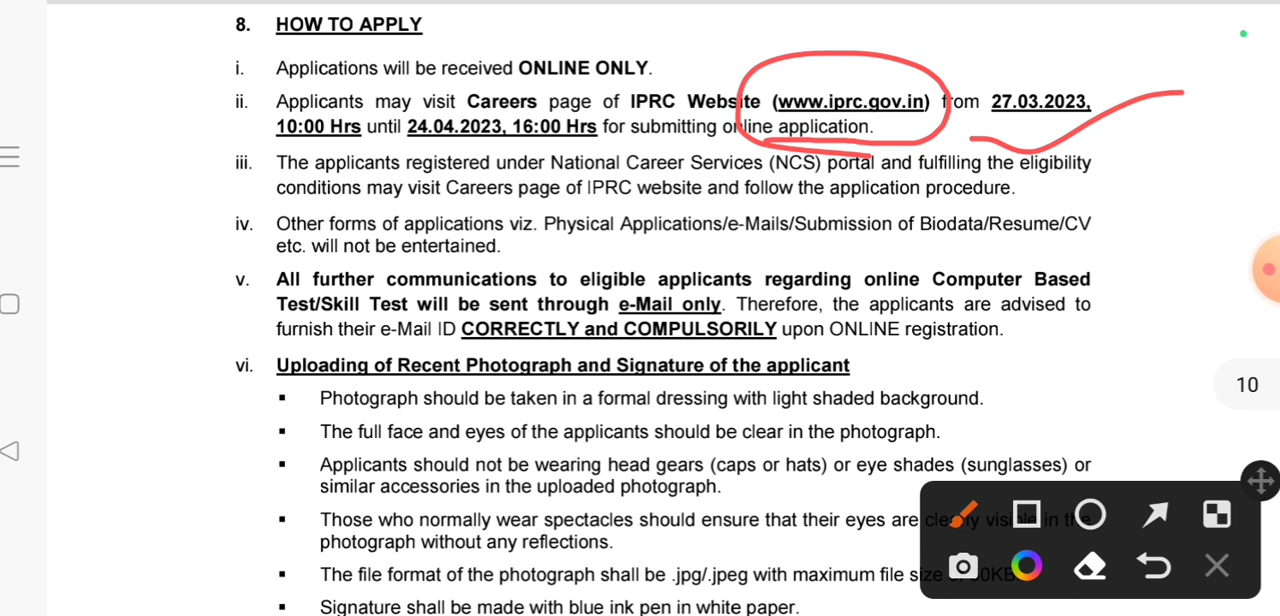 8. HOW TO APPLY
i. Applications will be received ONLINE ONLY.
ii. Applicants may visit Careers page of IPRC Website (www.iprc.gov.in) from 27.03.2023,
10:00 Hrs until 24.04.2023, 16:00 Hrs for submitting online application.
iii. The applicants registered under National Career Services (NCS) portal and fulfilling the eligibility
conditions may visit Careers page of IPRC website and follow the application procedure.
iv. Other forms of applications viz. Physical Applications/e-Mails/Submission of Biodata/Resume/CV
etc. will not be entertained.
v. All further communications to eligible applicants regarding online Computer Based
Test/Skill Test will be sent through e-Mail only. Therefore, the applicants are advised to
furnish their e-Mail ID CORRECTLY and COMPULSORILY upon ONLINE registration.
vi. Uploading of Recent Photograph and Signature of the applicant
▪ Photograph should be taken in a formal dressing with light shaded background.
10
▪ The full face and eyes of the applicants should be clear in the photograph.
▪ Applicants should not be wearing head gears (caps or hats) or eye shades (sunglasses) or
similar accessories in the uploaded photograph.
▪ Those who normally wear spectacles should ensure that their eyes are clearly visible in the
photograph without any reflections.
▪ The file format of the photograph shall be .jpg/.jpeg with maximum file size
▪ Signature shall be made with blue ink pen in white paper.